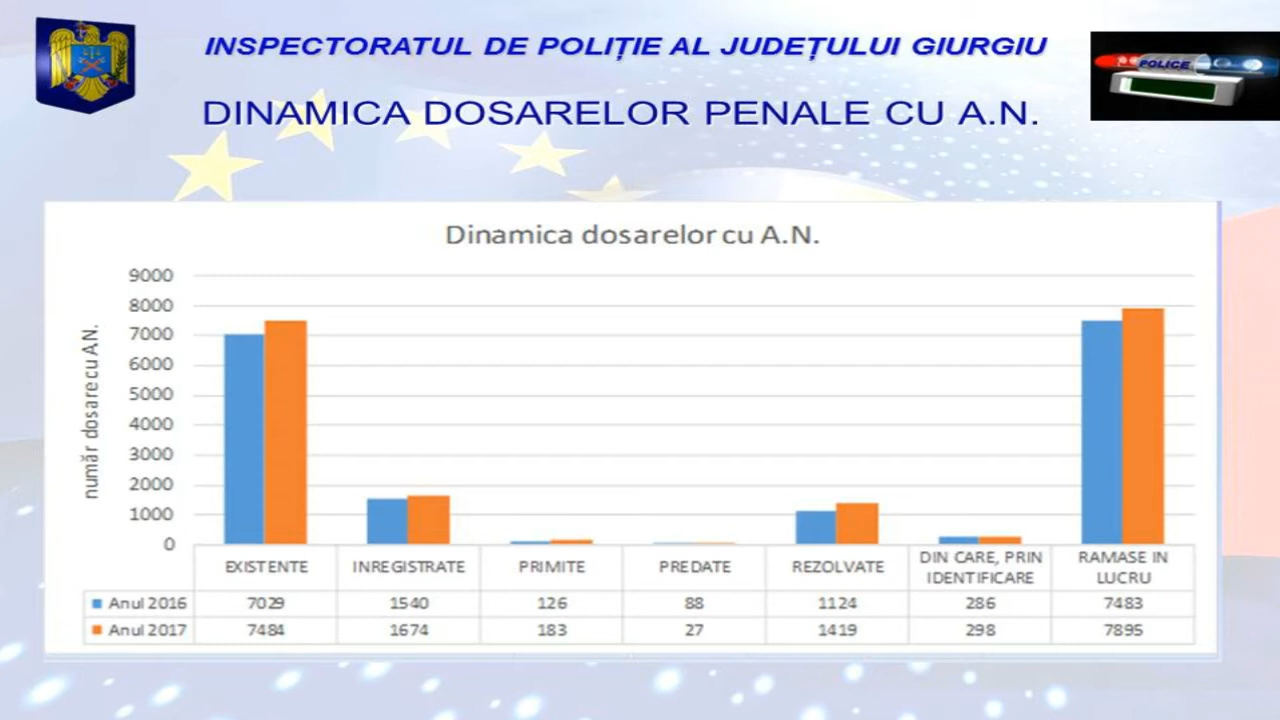 INSPECTORATUL DE POLIȚIE AL JUDEȚULUI GIURGIU
POLICE
DINAMICA DOSARELOR PENALE CU A.N.
Dinamica dosarelor cu A.N.
număr dosare cu A.N.
9000
8000
7000
6000
5000
4000
3000
2000
1000
0
EXISTENTE INREGISTRATE PRIMITE PREDATE REZOLVATE DIN CARE, PRIN IDENTIFICARE RAMASE IN LUCRU
Anul 2016 7029 1540 126 88 1124 286 7483
Anul 2017 7484 1674 183 27 1419 298 7895